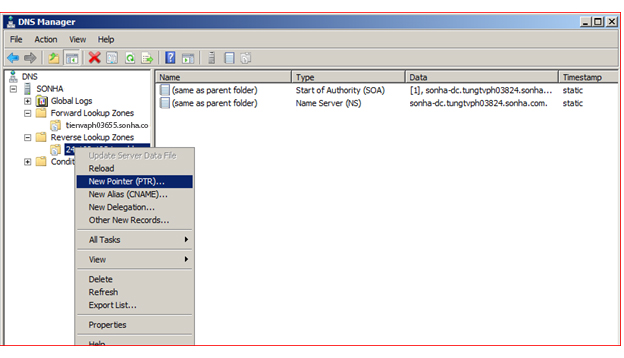 DNS Manager
File Action View Help
DNS
SONHA
Global Logs
Forward Lookup Zones
tienvaph03655.sonha.co
Reverse Lookup Zones
Condit
Name Type Data Timestamp
(same as parent folder) Start of Authority (SOA) [1], sonha-dc.tungtvph03824.sonha... static
(same as parent folder) Name Server (NS) sonha-dc.tungtvph03824.sonha.com. static
Update Server Data File
Reload
New Pointer (PTR)...
New Alias (CNAME)...
New Delegation...
Other New Records...
All Tasks
View
Delete
Refresh
Export List...
Properties
Help